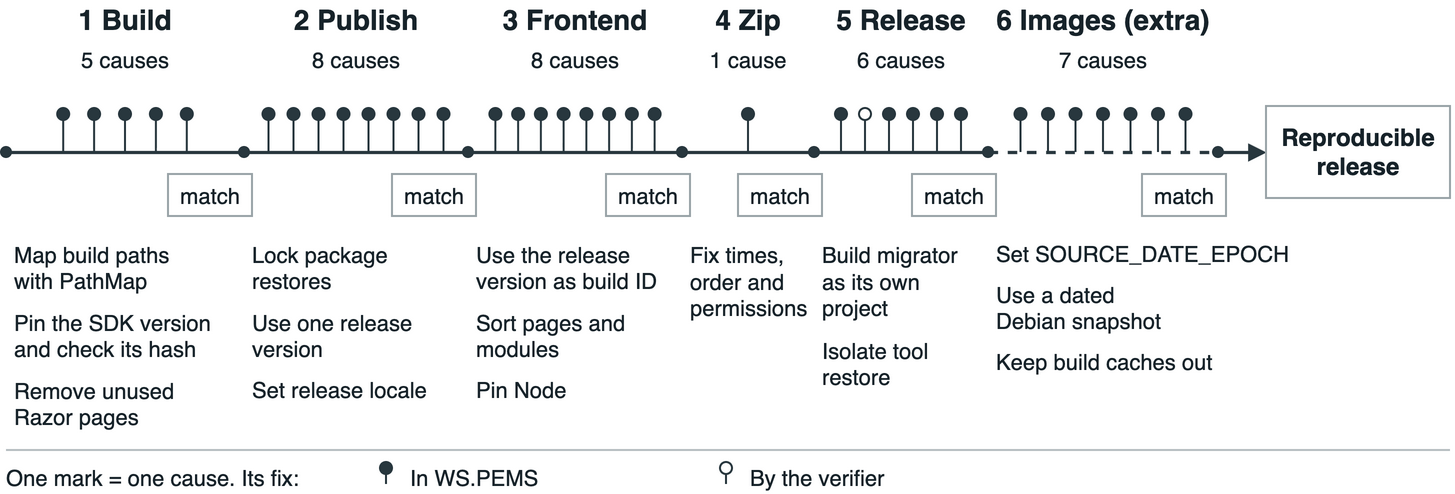 1 Build
5 causes
2 Publish
8 causes
3 Frontend
8 causes
4 Zip
1 cause
5 Release
6 causes
6 Images (extra)
7 causes
Reproducible
release
match
match
match
match
match
match
Map build paths
with PathMap
Pin the SDK version
and check its hash
Remove unused
Razor pages
Lock package
restores
Use one release
version
Set release locale
Use the release
version as build ID
Sort pages and
modules
Pin Node
Fix times,
order and
permissions
Build migrator
as its own
project
Isolate tool
restore
Set SOURCE_DATE_EPOCH
Use a dated
Debian snapshot
Keep build caches out
One mark = one cause. Its fix:
In WS.PEMS
By the verifier